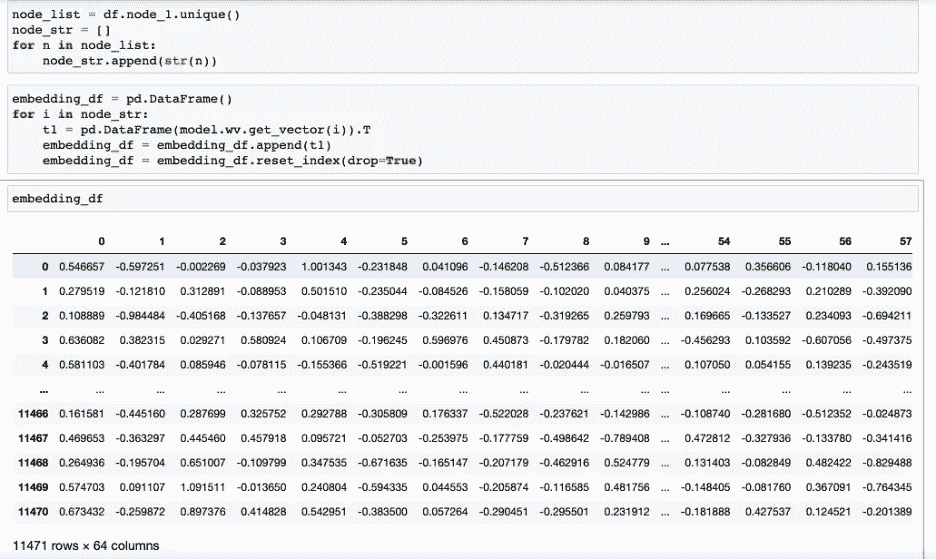 node_list = df.node_1.unique()
node_str = []
for n in node_list:
    node_str.append(str(n))
embedding_df = pd.DataFrame()
for i in node_str:
    t1 = pd.DataFrame(model.wv.get_vector(i)).T
    embedding_df = embedding_df.append(t1)
    embedding_df = embedding_df.reset_index(drop=True)
embedding_df
0 1 2 3 4 5 6 7 8 9 ... 54 55 56 57
0 0.546657 -0.597251 -0.002269 -0.037923 1.001343 -0.231848 0.041096 -0.146208 -0.512366 0.084177 ... 0.077538 0.356606 -0.118040 0.155136
1 0.279519 -0.121810 0.312891 -0.088953 0.501510 -0.235044 -0.084526 -0.158059 -0.102020 0.040375 ... 0.256024 -0.268293 0.210289 -0.392090
2 0.108889 -0.984484 -0.405168 -0.137657 -0.048131 -0.388298 -0.322611 0.134717 -0.319265 0.259793 ... 0.169665 -0.133527 0.234093 -0.694211
3 0.636082 0.382315 0.029271 0.580924 0.106709 -0.196245 0.596976 0.450873 -0.179782 0.182060 ... -0.456293 0.103592 -0.607056 -0.497375
4 0.581103 -0.401784 0.085946 -0.078115 -0.155366 -0.519221 -0.001596 0.440181 -0.020444 -0.016507 ... 0.107050 0.054155 0.139235 -0.243519
... ... ... ... ... ... ... ... ... ... ... ... ... ... ... ...
11466 0.161581 -0.445160 0.287699 0.325752 0.292788 -0.305809 0.176337 -0.522028 -0.237621 -0.142986 ... -0.108740 -0.281680 -0.512352 -0.024873
11467 0.469653 -0.363297 0.445460 0.457918 0.095721 -0.052703 -0.253975 -0.177759 -0.498642 -0.789408 ... 0.472812 -0.327936 -0.133780 -0.341416
11468 0.264936 -0.195704 0.651007 -0.109799 0.347535 -0.671635 -0.165147 -0.207179 -0.462916 0.524779 ... 0.131403 -0.082849 0.482422 -0.829488
11469 0.574703 0.091107 1.091511 -0.013650 0.240804 -0.594335 0.044553 -0.205874 -0.116585 0.481756 ... -0.148405 -0.081760 0.367091 -0.764345
11470 0.673432 -0.259872 0.897376 0.414828 0.542951 -0.383500 0.057264 -0.290451 -0.295501 0.231912 ... -0.181888 0.427537 0.124521 -0.201389
11471 rows × 64 columns